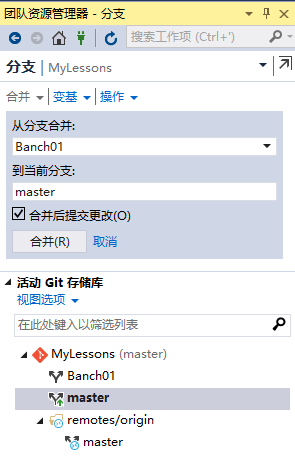 团队资源管理器 - 分支
搜索工作项 (Ctrl+')
分支 | MyLessons
合并 变基 操作
从分支合并:
Banch01
到当前分支:
master
合并后提交更改(O)
合并(R) 取消
活动 Git 存储库
视图选项
在此处键入以筛选列表
MyLessons (master)
Banch01
master
remotes/origin
master